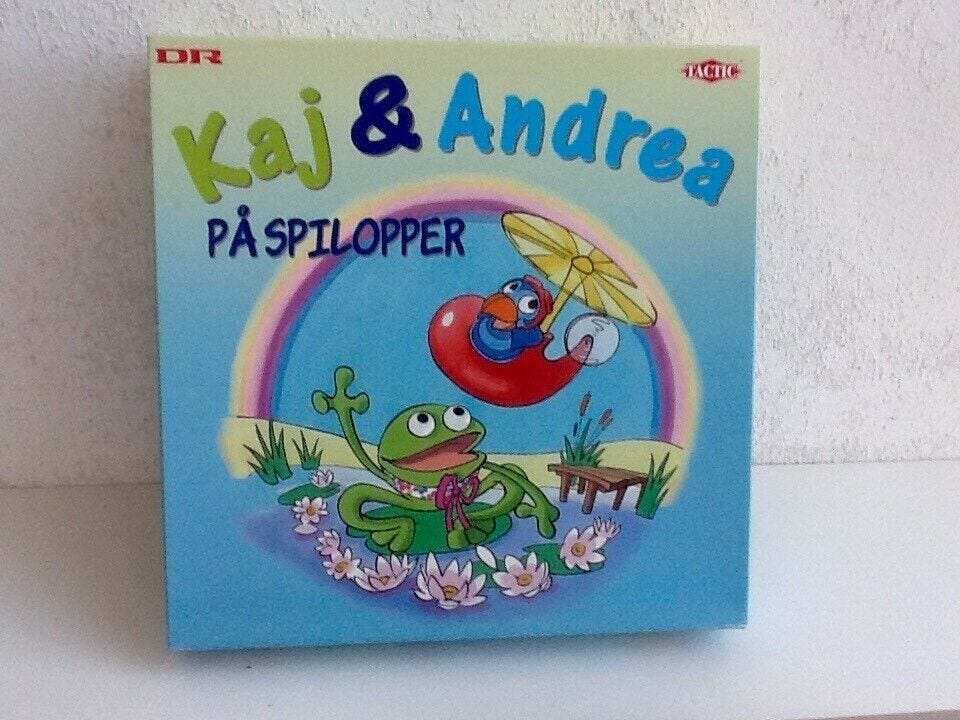 DR
TACTIC
Kaj & Andrea
PÅ SPILOPPER